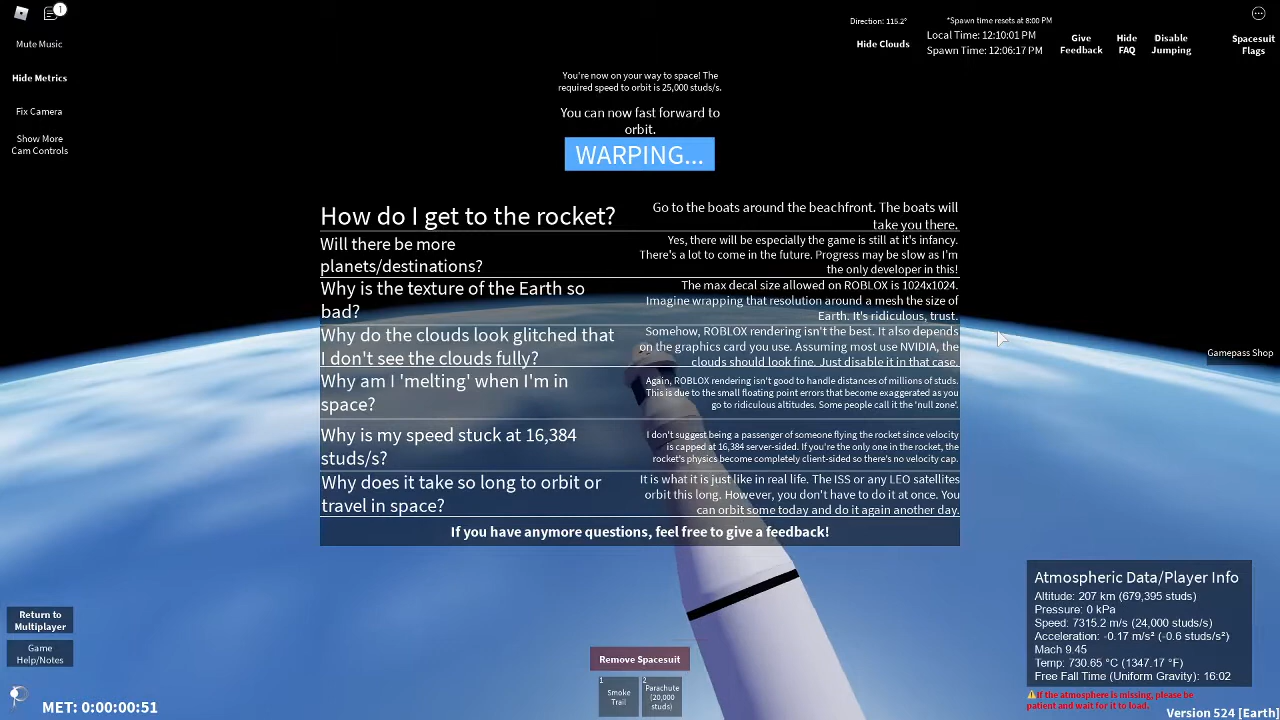 1
Mute Music
Hide Metrics
Fix Camera
Show More
Cam Controls
Direction: 115.2°
Hide Clouds
*Spawn time resets at 8:00 PM
Local Time: 12:10:01 PM
Spawn Time: 12:06:17 PM
Give
Feedback
Hide
FAQ
Disable
Jumping
Spacesuit
Flags
You're now on your way to space! The
required speed to orbit is 25,000 studs/s.
You can now fast forward to
orbit.
WARPING...
How do I get to the rocket?
Go to the boats around the beachfront. The boats will
take you there.
Will there be more
planets/destinations?
Yes, there will be especially the game is still at it's infancy.
There's a lot to come in the future. Progress may be slow as I'm
the only developer in this!
Why is the texture of the Earth so
bad?
The max decal size allowed on ROBLOX is 1024x1024.
Imagine wrapping that resolution around a mesh the size of
Earth. It's ridiculous, trust.
Why do the clouds look glitched that
I don't see the clouds fully?
Somehow, ROBLOX rendering isn't the best. It also depends
on the graphics card you use. Assuming most use NVIDIA, the
clouds should look fine. Just disable it in that case.
Why am I 'melting' when I'm in
space?
Again, ROBLOX rendering isn't good to handle distances of millions of studs.
This is due to the small floating point errors that become exaggerated as you
go to ridiculous altitudes. Some people call it the 'null zone'.
Why is my speed stuck at 16,384
studs/s?
I don't suggest being a passenger of someone flying the rocket since velocity
is capped at 16,384 server-sided. If you're the only one in the rocket, the
rocket's physics become completely client-sided so there's no velocity cap.
Why does it take so long to orbit or
travel in space?
It is what it is just like in real life. The ISS or any LEO satellites
orbit this long. However, you don't have to do it at once. You
can orbit some today and do it again another day.
If you have anymore questions, feel free to give a feedback!
Gamepass Shop
Return to
Multiplayer
Game
Help/Notes
MET: 0:00:00:51
Remove Spacesuit
1
Smoke
Trail
2
Parachute
(20,000
studs)
Atmospheric Data/Player Info
Altitude: 207 km (679,395 studs)
Pressure: 0 kPa
Speed: 7315.2 m/s (24,000 studs/s)
Acceleration: -0.17 m/s² (-0.6 studs/s²)
Mach 9.45
Temp: 730.65 °C (1347.17 °F)
Free Fall Time (Uniform Gravity): 16:02
⚠️If the atmosphere is missing, please be
patient and wait for it to load.
Version 524 [Earth]